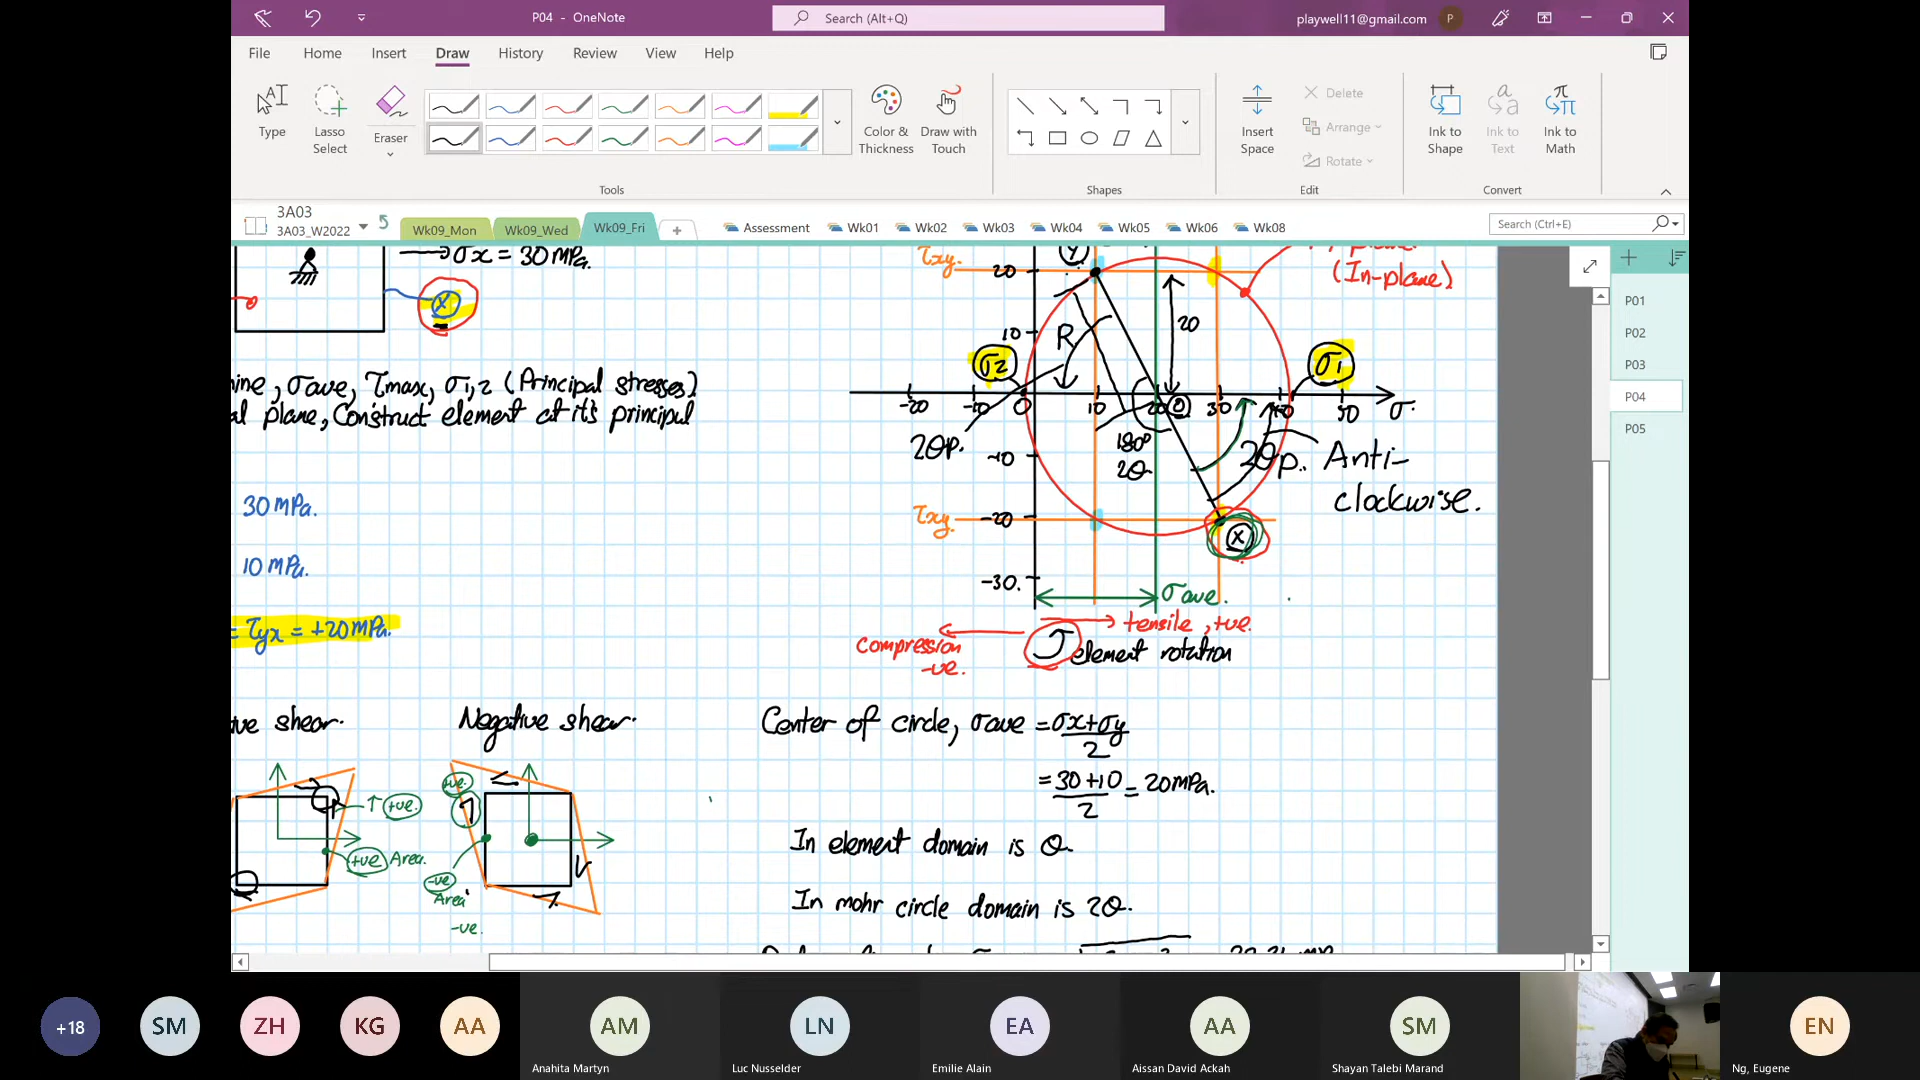 P04 - OneNote
Search (Alt+Q)
playwell11@gmail.com
P
File Home Insert Draw History Review View Help
Type
Lasso Select
Eraser
Color & Thickness
Draw with Touch
Insert Space
Delete
Arrange
Rotate
Ink to Shape
Ink to Text
Ink to Math
Tools
Shapes
Edit
Convert
3A03
3A03_W2022
Wk09_Mon Wk09_Wed Wk09_Fri
Assessment Wk01 Wk02 Wk03 Wk04 Wk05 Wk06 Wk08
Search (Ctrl+E)
P01
P02
P03
P04
P05
σx = 30 MPa.
X
σave, τmax, σ1,2 (Principal stresses)
plane, Construct element at it's principal
30 MPa.
10 MPa.
= τyx = +20 MPa.
τxy. 20
Y
(In-plane)
10
R
20
σ2
σ1
-20 -10 0 10 20 30 40 50 σ.
2θp.
-10
180°
2θ
2θp. Anti-
clockwise.
τxy. -20
X
-30.
σave.
tensile, +ve.
Compression
-ve.
element rotation
shear.
Negative shear.
↑ +ve.
+ve Area.
+ve.
-ve
Area
-ve.
Center of circle, σave = σx+σy
2
= 30+10 = 20 MPa.
2
In element domain is θ.
In mohr circle domain is 2θ.
+18
SM
ZH
KG
AA
AM
Anahita Martyn
LN
Luc Nusselder
EA
Emilie Alain
AA
Aissan David Ackah
SM
Shayan Talebi Marand
EN
Ng, Eugene